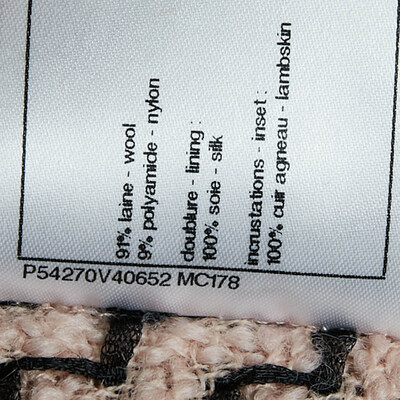 91% laine - wool
9% polyamide - nylon
doublure - lining :
100% soie - silk
incrustations - inset :
100% cuir agneau - lambskin
P54270V40652 MC178